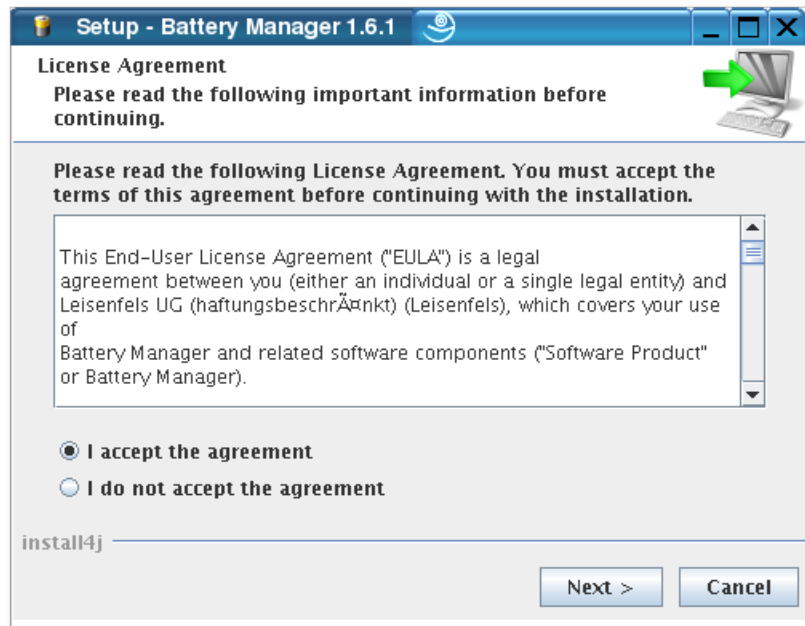 Setup - Battery Manager 1.6.1
License Agreement
Please read the following important information before
continuing.
Please read the following License Agreement. You must accept the
terms of this agreement before continuing with the installation.
This End-User License Agreement ("EULA") is a legal
agreement between you (either an individual or a single legal entity) and
Leisenfels UG (haftungsbeschrÃ¤nkt) (Leisenfels), which covers your use
of
Battery Manager and related software components ("Software Product"
or Battery Manager).
I accept the agreement
I do not accept the agreement
install4j
Next >
Cancel